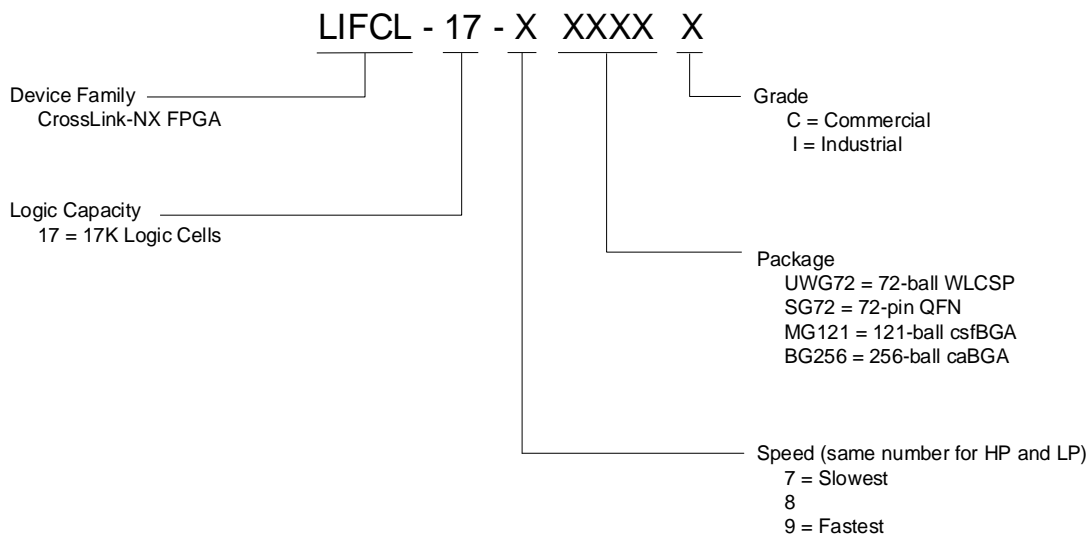 LIFCL - 17 - X XXXX X
Device Family
CrossLink-NX FPGA
Logic Capacity
17 = 17K Logic Cells
Grade
C = Commercial
I = Industrial
Package
UWG72 = 72-ball WLCSP
SG72 = 72-pin QFN
MG121 = 121-ball csfBGA
BG256 = 256-ball caBGA
Speed (same number for HP and LP)
7 = Slowest
8
9 = Fastest